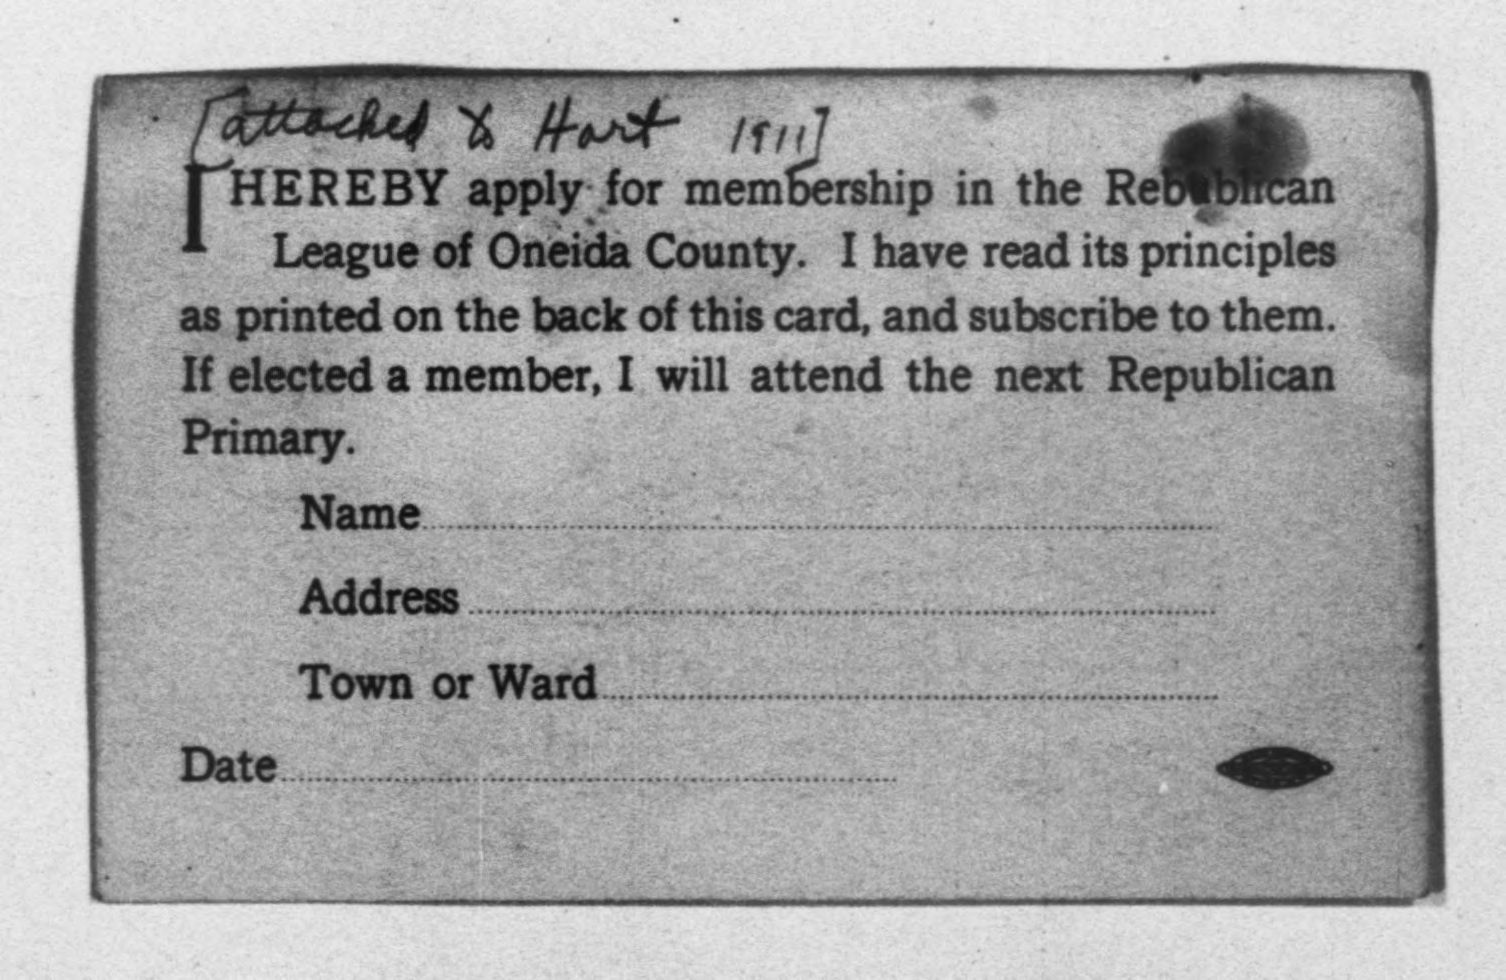 [attached to Hart 1911]
I HEREBY apply for membership in the Republican
League of Oneida County. I have read its principles
as printed on the back of this card, and subscribe to them.
If elected a member, I will attend the next Republican
Primary.
Name
Address
Town or Ward
Date